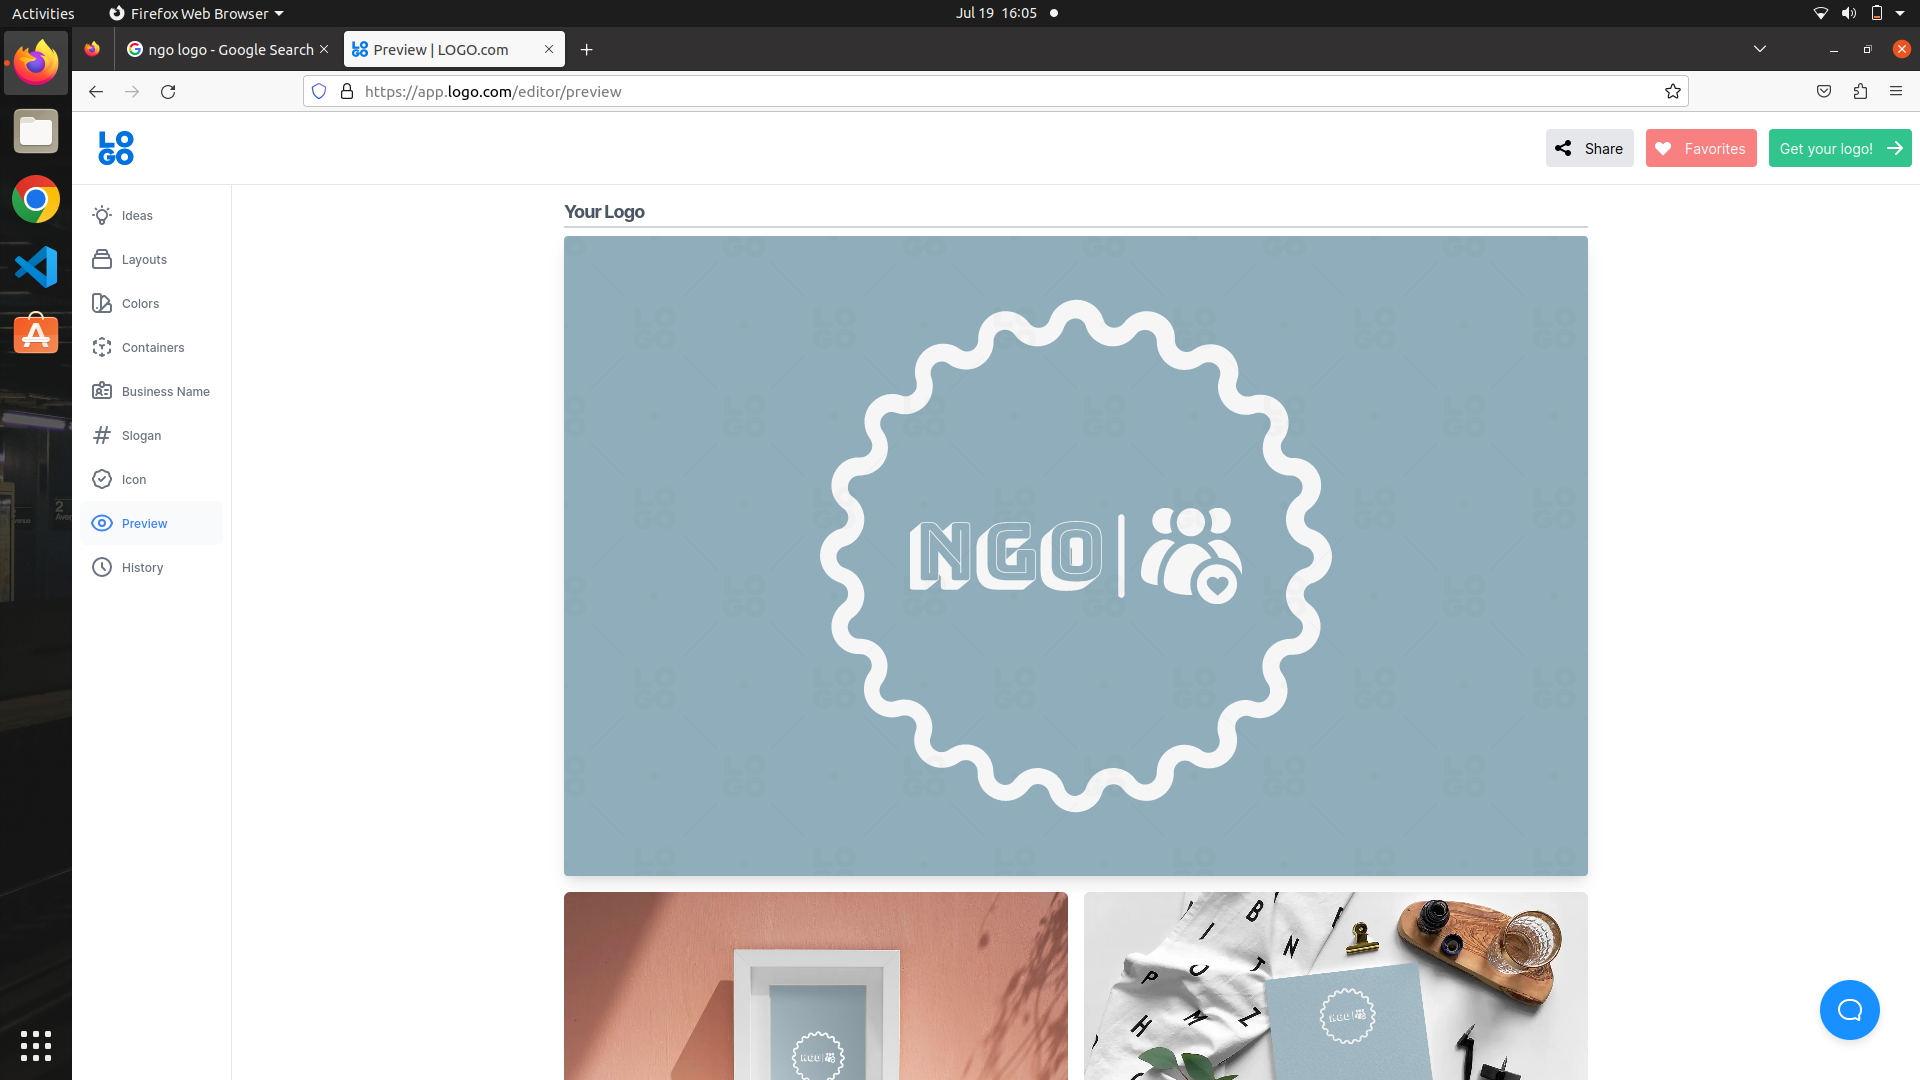 Activities
Firefox Web Browser
Jul 19 16:05
ngo logo - Google Search
Preview | LOGO.com
https://app.logo.com/editor/preview
LO
GO
Share
Favorites
Get your logo!
Ideas
Layouts
Colors
Containers
Business Name
Slogan
Icon
Preview
History
Your Logo
NGO
NGO
NGO